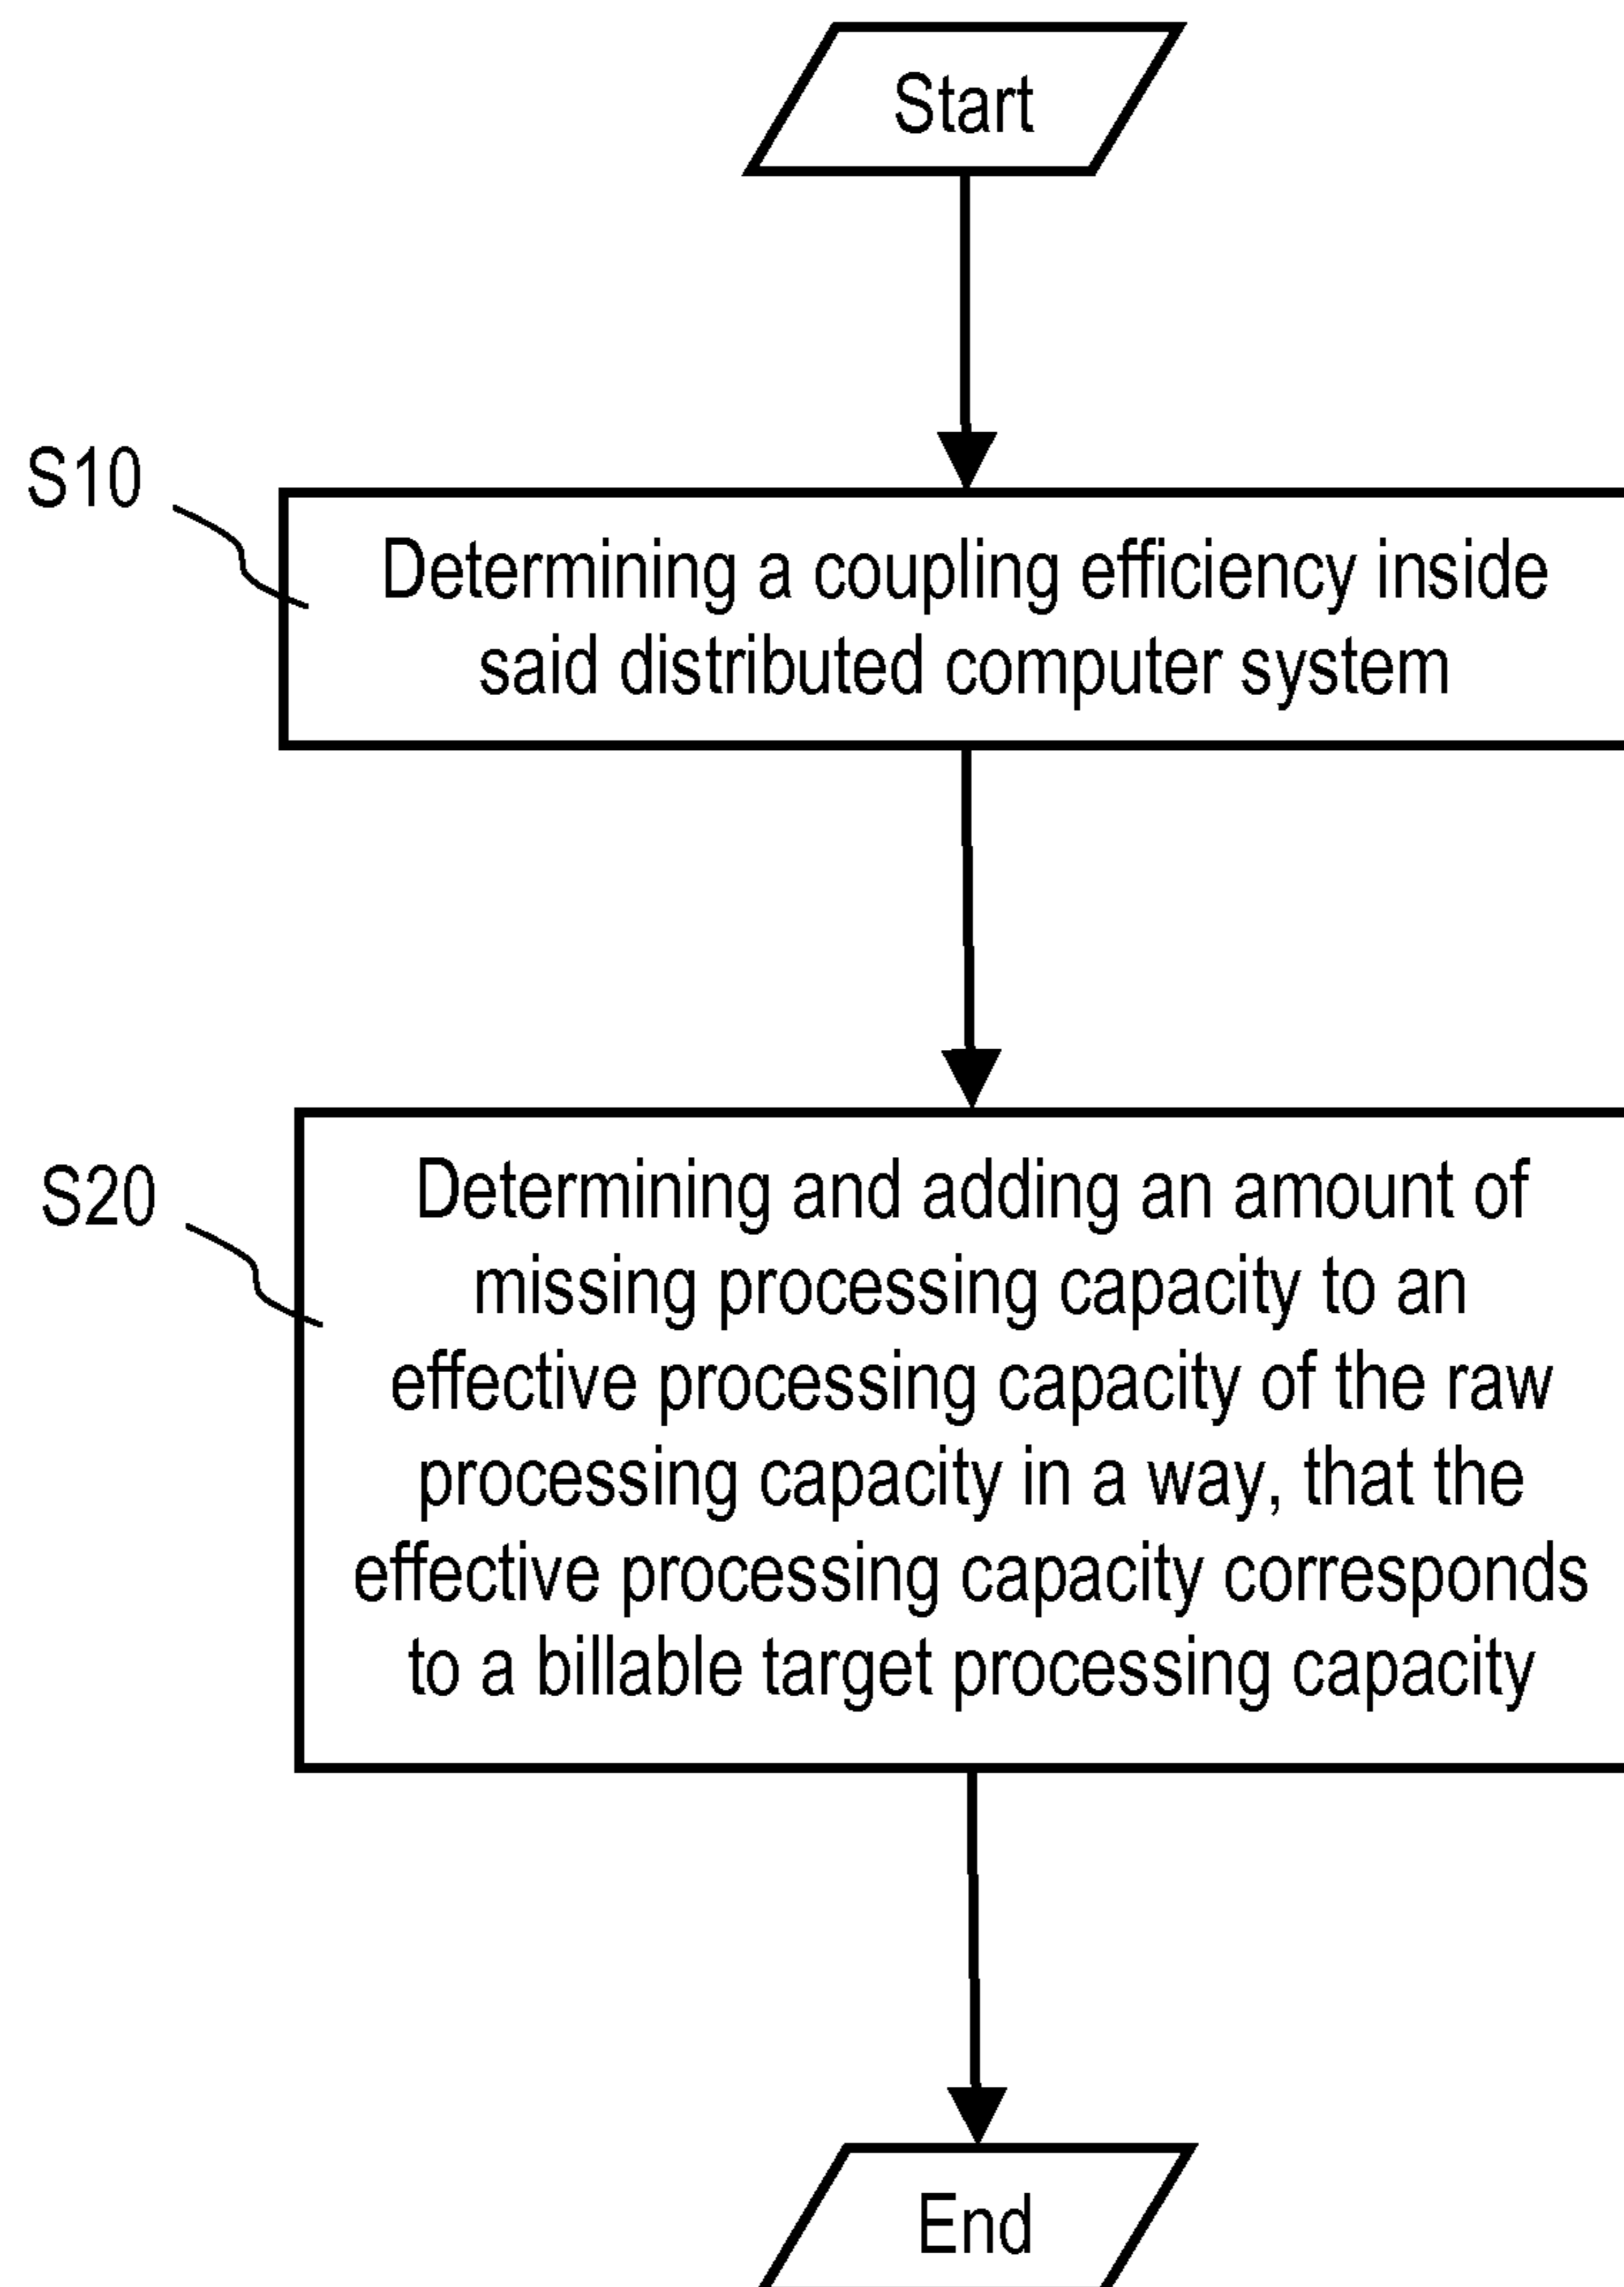 Start
S10
Determining a coupling efficiency inside
said distributed computer system
S20
Determining and adding an amount of
missing processing capacity to an
effective processing capacity of the raw
processing capacity in a way, that the
effective processing capacity corresponds
to a billable target processing capacity
End